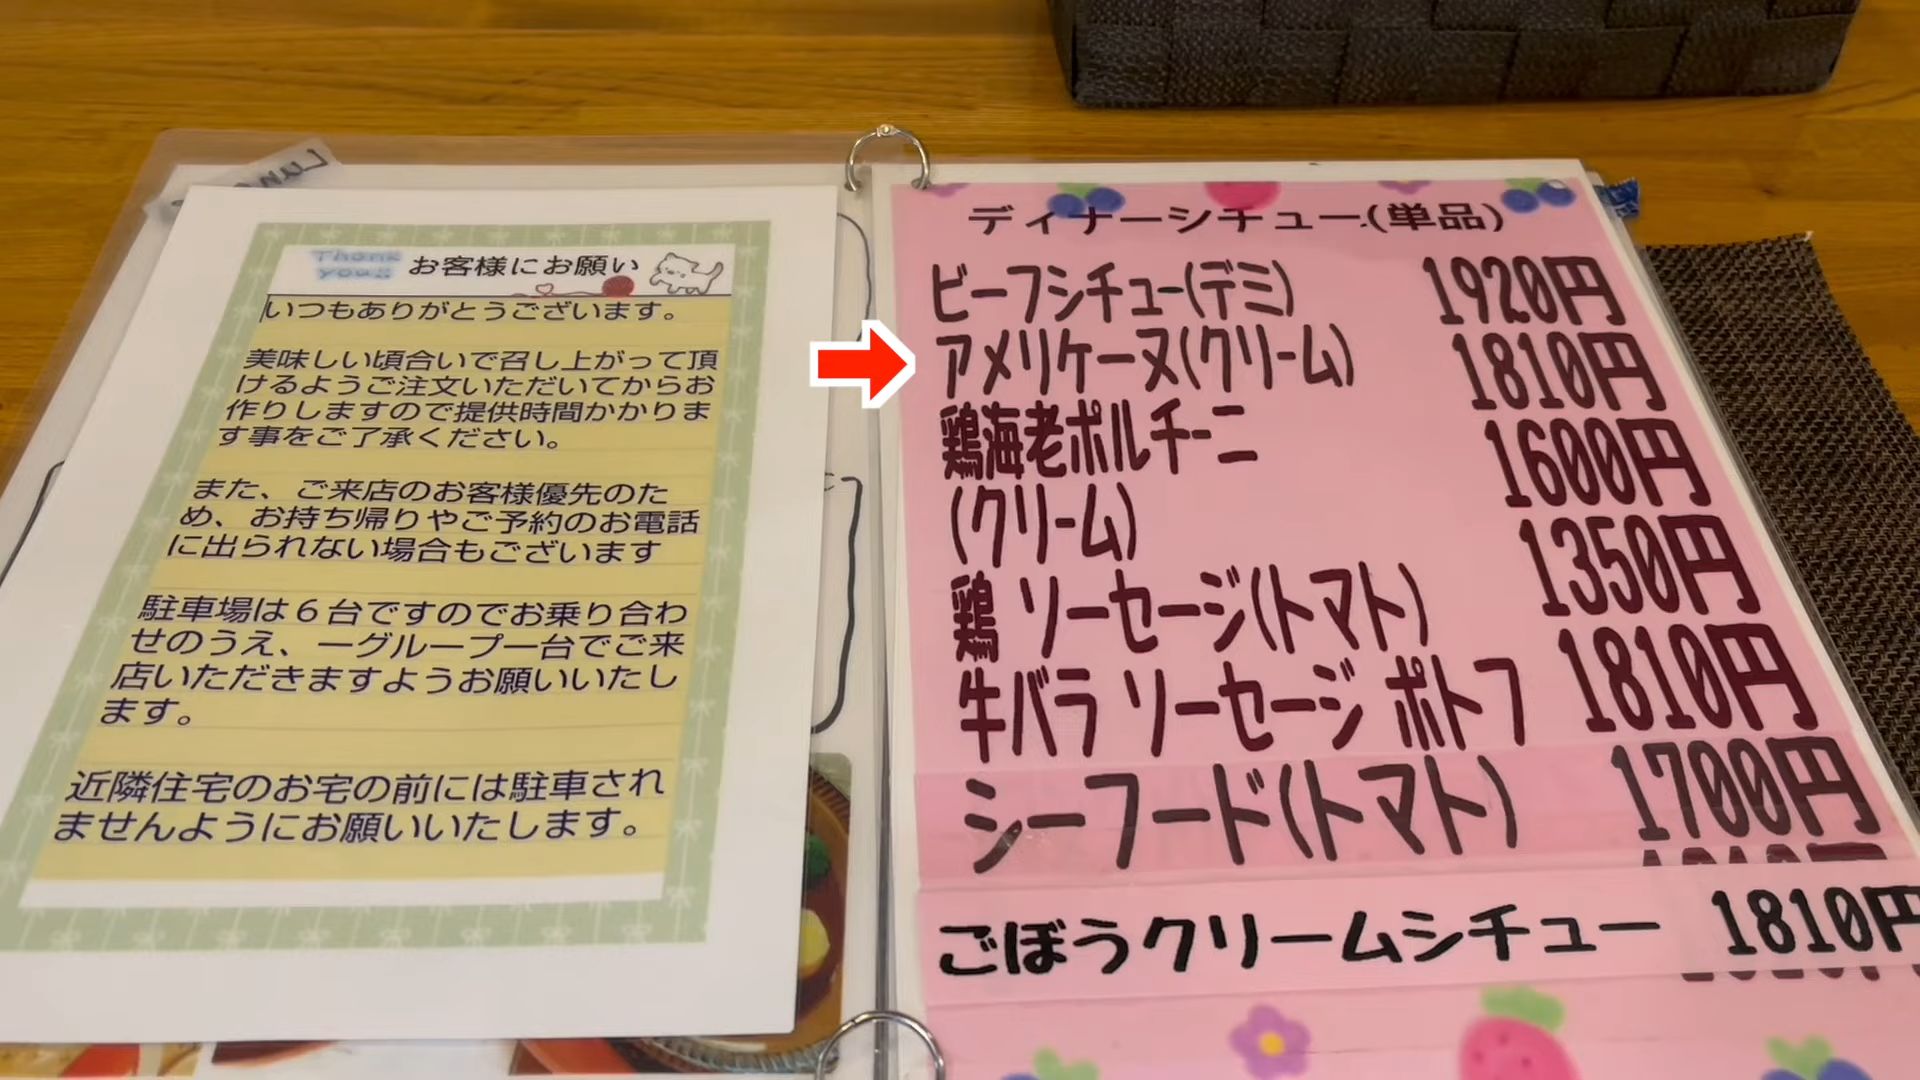 Thank
you!!
お客様にお願い
いつもありがとうございます。
美味しい頃合いで召し上がって頂
けるようご注文いただいてからお
作りしますので提供時間かかりま
す事をご了承ください。
また、ご来店のお客様優先のた
め、お持ち帰りやご予約のお電話
に出られない場合もございます
駐車場は６台ですのでお乗り合わ
せのうえ、一グループ一台でご来
店いただきますようお願いいたし
ます。
近隣住宅のお宅の前には駐車され
ませんようにお願いいたします。
ディナーシチュー(単品)
ビーフシチュー(デミ) 1920円
アメリケーヌ(クリーム) 1810円
鶏海老ポルチーニ 1600円
(クリーム)
鶏 ソーセージ(トマト) 1350円
牛バラ ソーセージ ポトフ 1810円
シーフード(トマト) 1700円
ごぼうクリームシチュー 1810円